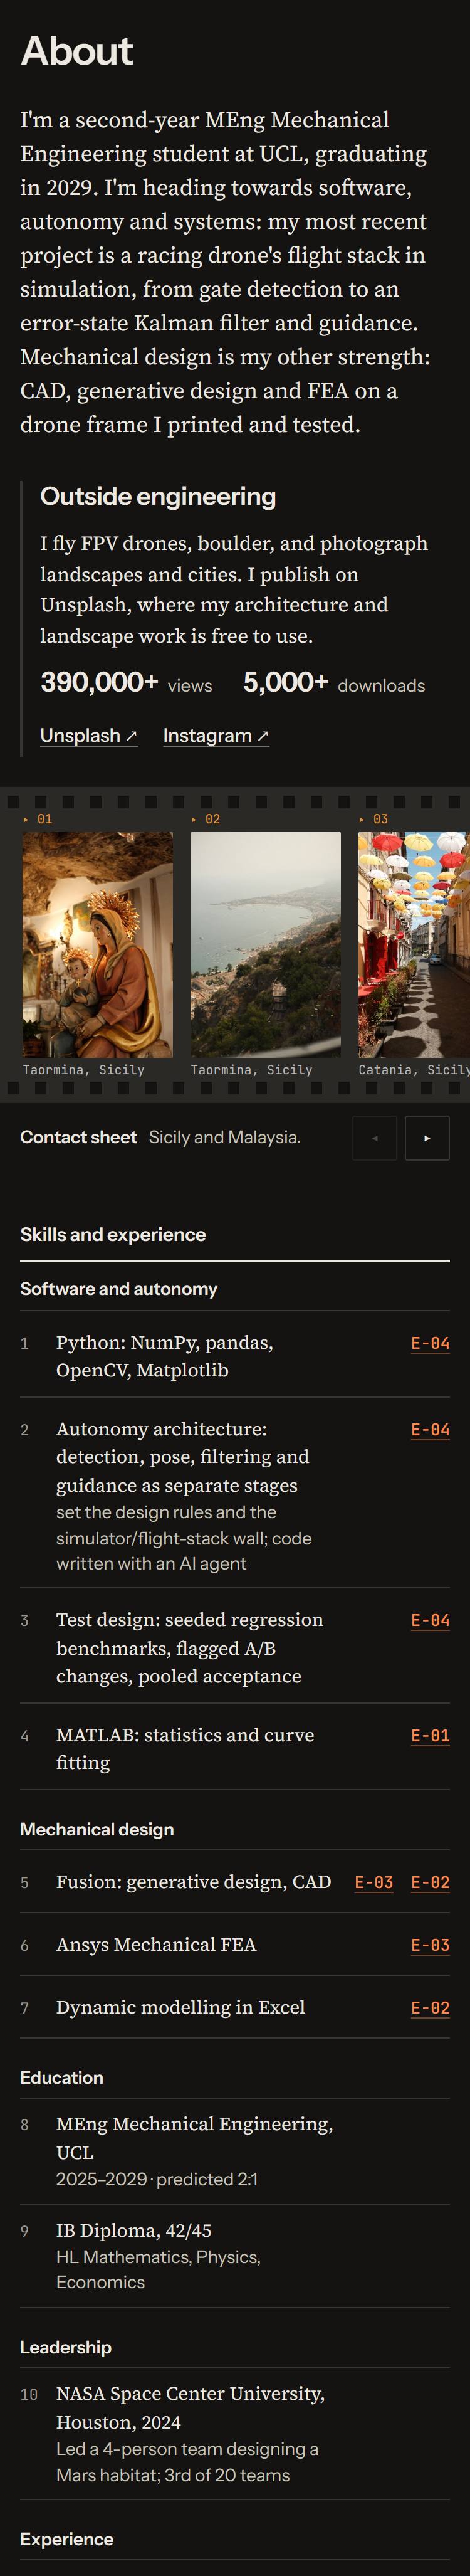 About
I'm a second-year MEng Mechanical
Engineering student at UCL, graduating
in 2029. I'm heading towards software,
autonomy and systems: my most recent
project is a racing drone's flight stack in
simulation, from gate detection to an
error-state Kalman filter and guidance.
Mechanical design is my other strength:
CAD, generative design and FEA on a
drone frame I printed and tested.
Outside engineering
I fly FPV drones, boulder, and photograph
landscapes and cities. I publish on
Unsplash, where my architecture and
landscape work is free to use.
390,000+ views 5,000+ downloads
Unsplash ↗ Instagram ↗
▸ 01 ▸ 02 ▸ 03
Taormina, Sicily Taormina, Sicily Catania, Sicily
Contact sheet Sicily and Malaysia.
◂ ▸
Skills and experience
Software and autonomy
1 Python: NumPy, pandas, E-04
OpenCV, Matplotlib
2 Autonomy architecture: E-04
detection, pose, filtering and
guidance as separate stages
set the design rules and the
simulator/flight-stack wall; code
written with an AI agent
3 Test design: seeded regression E-04
benchmarks, flagged A/B
changes, pooled acceptance
4 MATLAB: statistics and curve E-01
fitting
Mechanical design
5 Fusion: generative design, CAD E-03 E-02
6 Ansys Mechanical FEA E-03
7 Dynamic modelling in Excel E-02
Education
8 MEng Mechanical Engineering,
UCL
2025–2029 · predicted 2:1
9 IB Diploma, 42/45
HL Mathematics, Physics,
Economics
Leadership
10 NASA Space Center University,
Houston, 2024
Led a 4-person team designing a
Mars habitat; 3rd of 20 teams
Experience